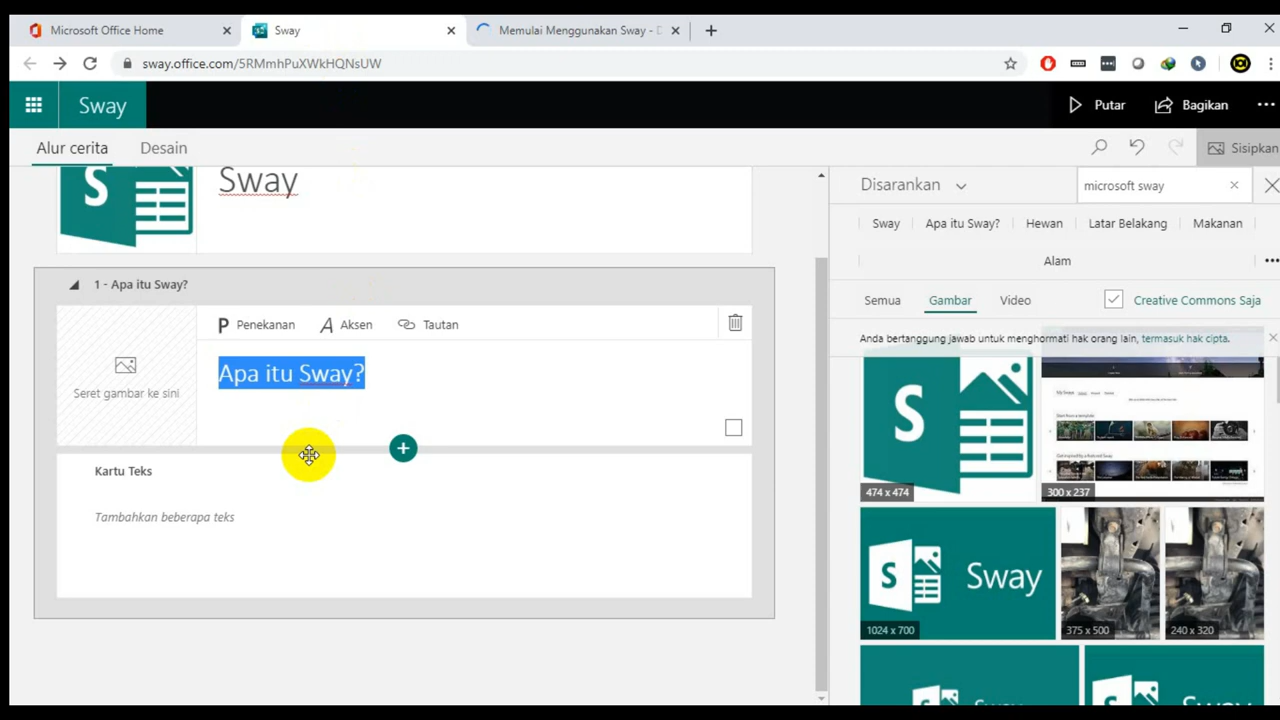 Microsoft Office Home
Sway
Memulai Menggunakan Sway - D
sway.office.com/5RMmhPuXWkHQNsUW
Sway
Putar
Bagikan
Alur cerita
Desain
Sisipkan
S
Sway
Disarankan
microsoft sway
Sway
Apa itu Sway?
Hewan
Latar Belakang
Makanan
Alam
1 - Apa itu Sway?
P Penekanan
A Aksen
Tautan
Semua
Gambar
Video
Creative Commons Saja
Anda bertanggung jawab untuk menghormati hak orang lain, termasuk hak cipta.
Seret gambar ke sini
Apa itu Sway?
S
474 x 474
300 x 237
Kartu Teks
Tambahkan beberapa teks
S
Sway
1024 x 700
375 x 500
240 x 320